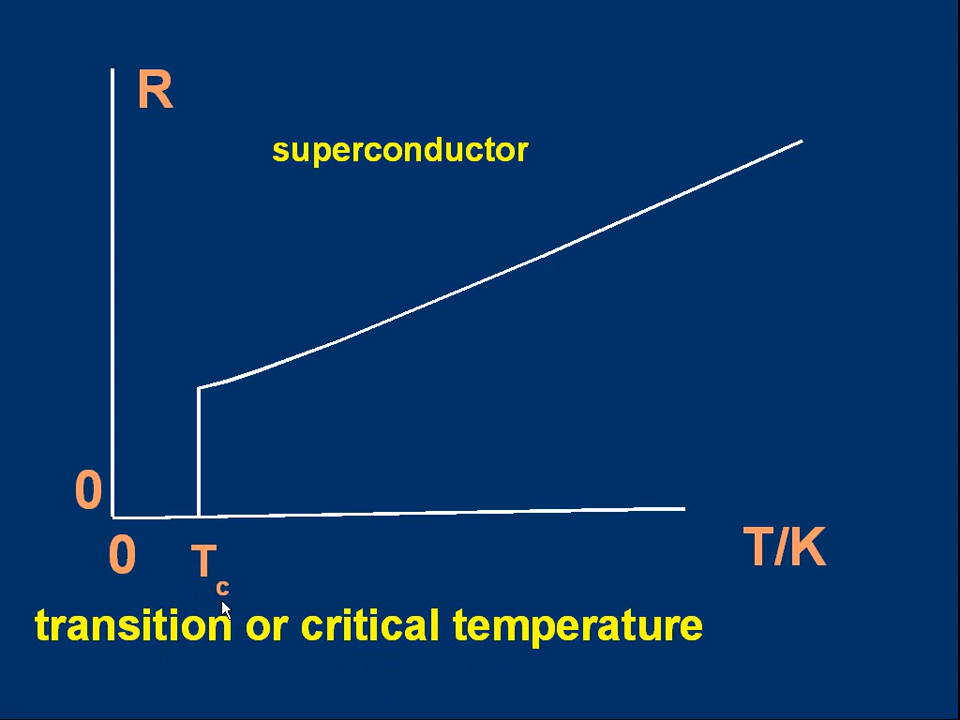 R
superconductor
0
0
Tc
T/K
transition or critical temperature